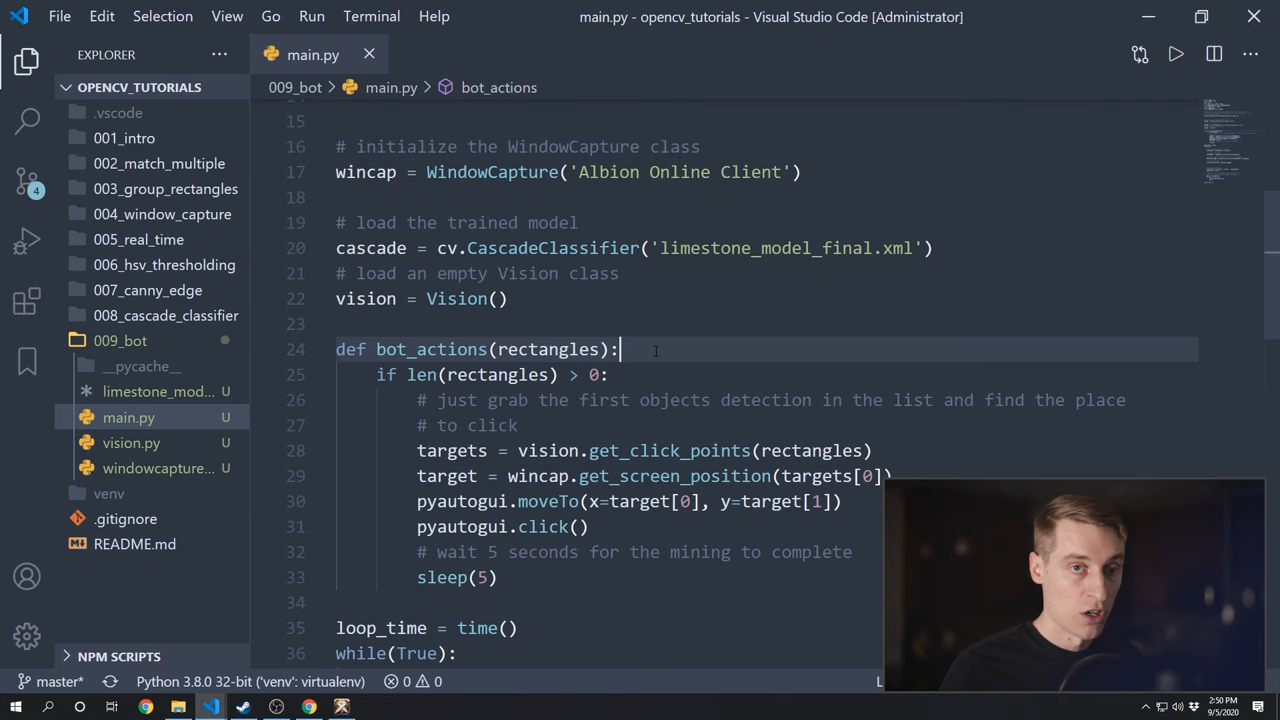 File Edit Selection View Go Run Terminal Help
main.py - opencv_tutorials - Visual Studio Code [Administrator]
EXPLORER
main.py
OPENCV_TUTORIALS
.vscode
001_intro
002_match_multiple
003_group_rectangles
004_window_capture
005_real_time
006_hsv_thresholding
007_canny_edge
008_cascade_classifier
009_bot
__pycache__
limestone_mod... U
main.py U
vision.py U
windowcapture... U
venv
.gitignore
README.md
NPM SCRIPTS
4
009_bot > main.py > bot_actions
15
16 # initialize the WindowCapture class
17 wincap = WindowCapture('Albion Online Client')
18
19 # load the trained model
20 cascade = cv.CascadeClassifier('limestone_model_final.xml')
21 # load an empty Vision class
22 vision = Vision()
23
24 def bot_actions(rectangles):
25 if len(rectangles) > 0:
26 # just grab the first objects detection in the list and find the place
27 # to click
28 targets = vision.get_click_points(rectangles)
29 target = wincap.get_screen_position(targets[0])
30 pyautogui.moveTo(x=target[0], y=target[1])
31 pyautogui.click()
32 # wait 5 seconds for the mining to complete
33 sleep(5)
34
35 loop_time = time()
36 while(True):
master* Python 3.8.0 32-bit ('venv': virtualenv) 0 0 L
2:50 PM
9/5/2020